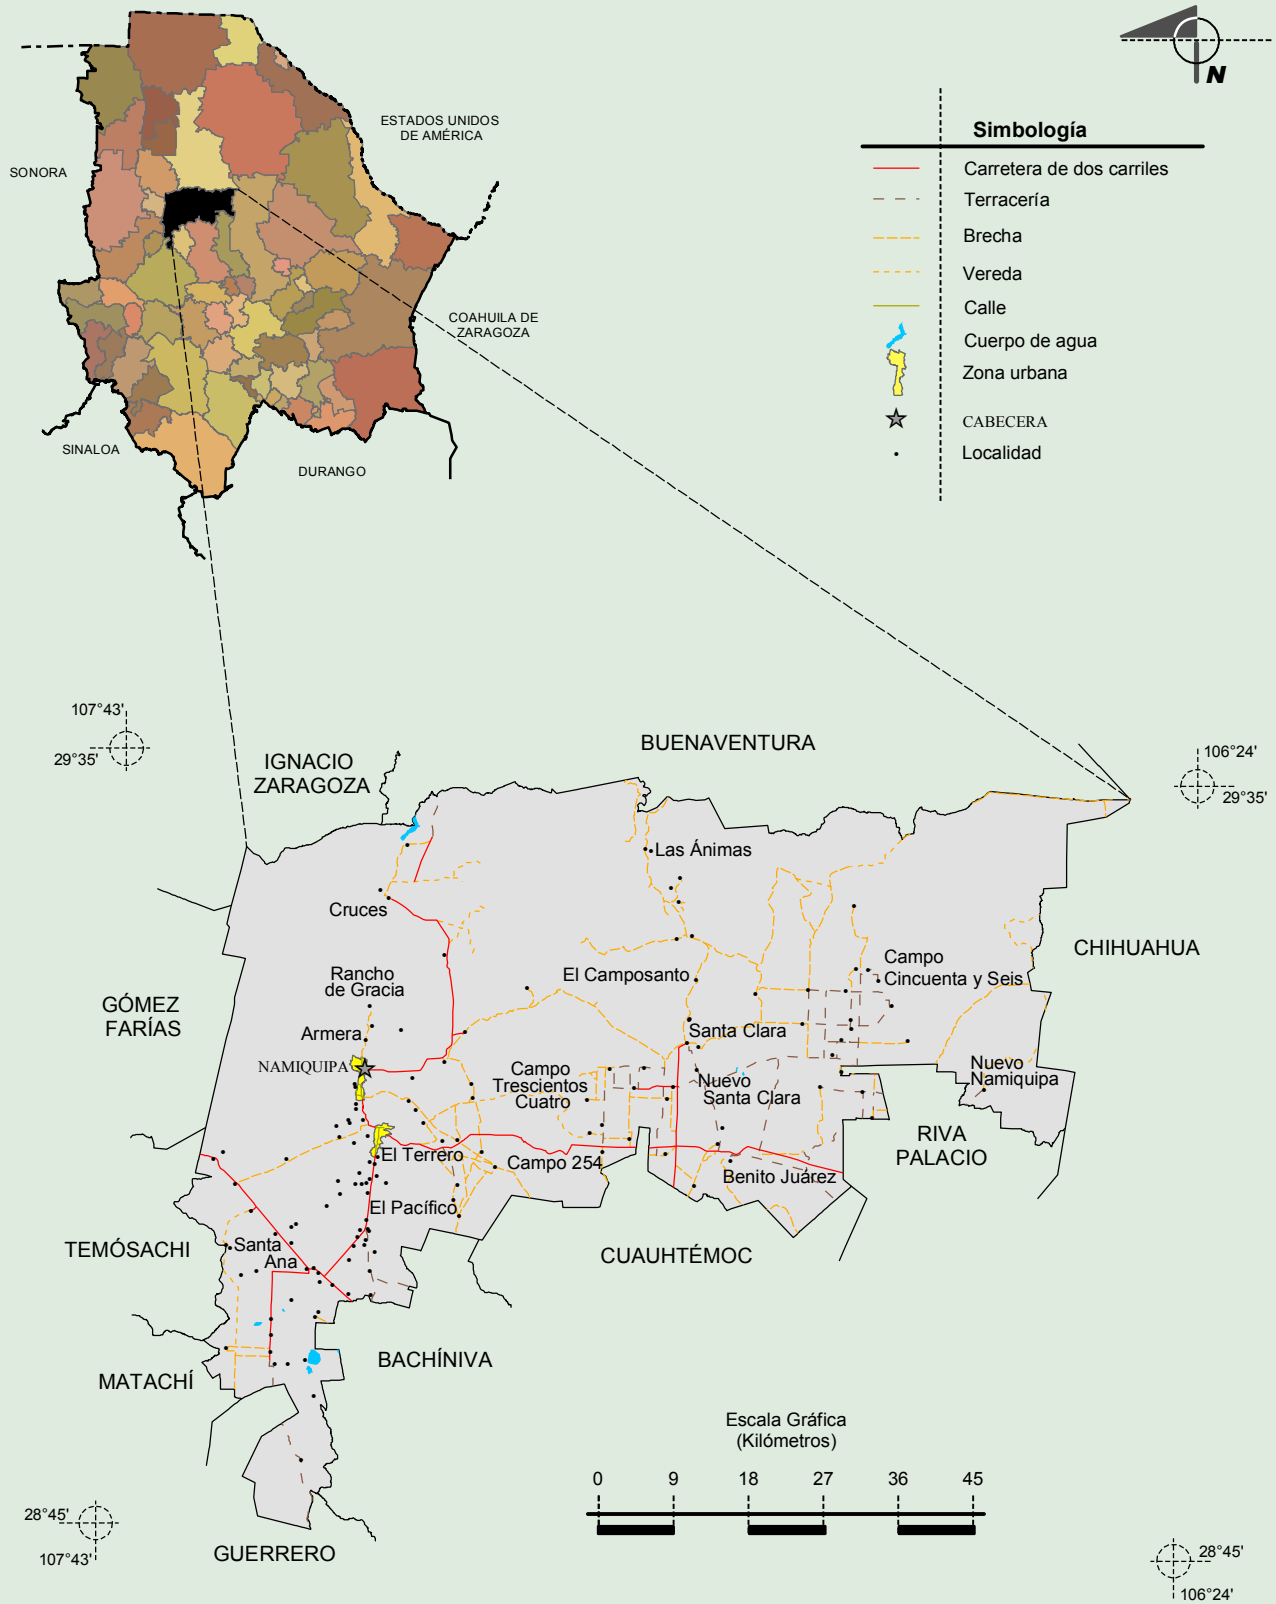 N
ESTADOS UNIDOS
DE AMÉRICA
SONORA
COAHUILA DE
ZARAGOZA
SINALOA
DURANGO
Simbología
Carretera de dos carriles
Terracería
Brecha
Vereda
Calle
Cuerpo de agua
Zona urbana
CABECERA
Localidad
107°43'
29°35'
106°24'
29°35'
IGNACIO
ZARAGOZA
BUENAVENTURA
Las Ánimas
Cruces
CHIHUAHUA
Campo
Cincuenta y Seis
El Camposanto
Rancho
de Gracia
GÓMEZ
FARÍAS
Armera
Santa Clara
NAMIQUIPA
Campo
Trescientos
Cuatro
Nuevo
Santa Clara
Nuevo
Namiquipa
RIVA
PALACIO
El Terrero
Campo 254
Benito Juárez
El Pacífico
TEMÓSACHI
Santa
Ana
CUAUHTÉMOC
MATACHÍ
BACHÍNIVA
Escala Gráfica
(Kilómetros)
0 9 18 27 36 45
28°45'
107°43'
GUERRERO
28°45'
106°24'